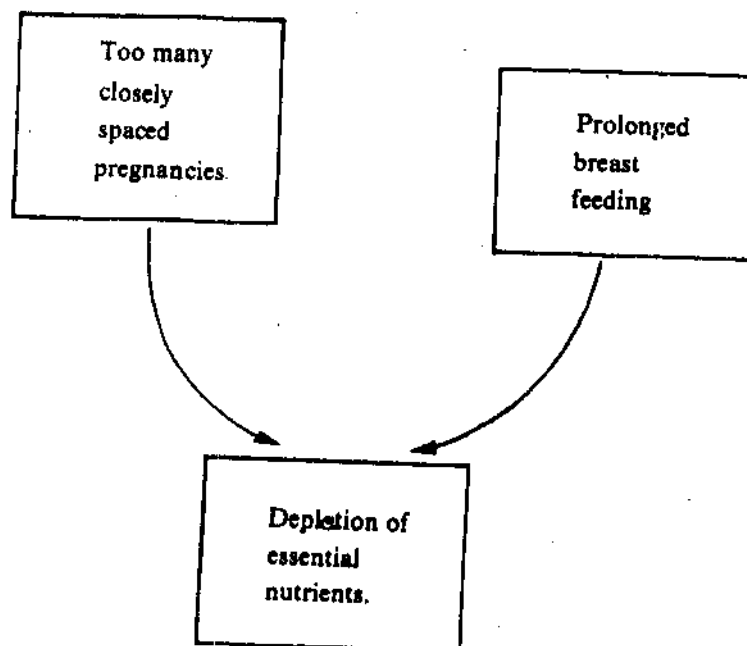 Too many
closely
spaced
pregnancies.
Prolonged
breast
feeding
Depletion of
essential
nutrients.